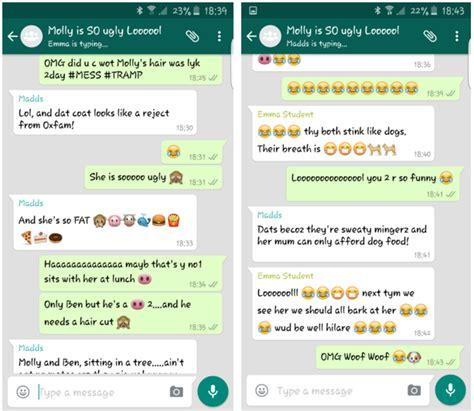 23% 18:39
Molly is SO ugly Looool
Emma is typing...
OMG did u c wot Molly's hair was lyk
2day #MESS #TRAMP
18:25
Madds
Lol, and dat coat looks like a reject
from Oxfam!
18:30
18:31
She is sooooo ugly
18:31
Madds
And she's so FAT
18:33
Haaaaaaaaaaaaa mayb that's y no1
sits with her at lunch
18:34
Only Ben but he's a 2....and he
needs a hair cut
18:34
Madds
Molly and Ben, sitting in a tree.....ain't
Type a message
22% 18:43
Molly is SO ugly Looool
Madds is typing...
18:36
18:39
Emma Student
thy both stink like dogs.
Their breath is
18:40
Looooooooooooool you 2 r so funny
18:41
Madds
Dats becoz they're sweaty mingerz and
her mum can only afford dog food!
18:41
Emma Student
Looooool!! next tym we
see her we should all bark at her
wud be well hilare
18:42
OMG Woof Woof
18:43
Type a message